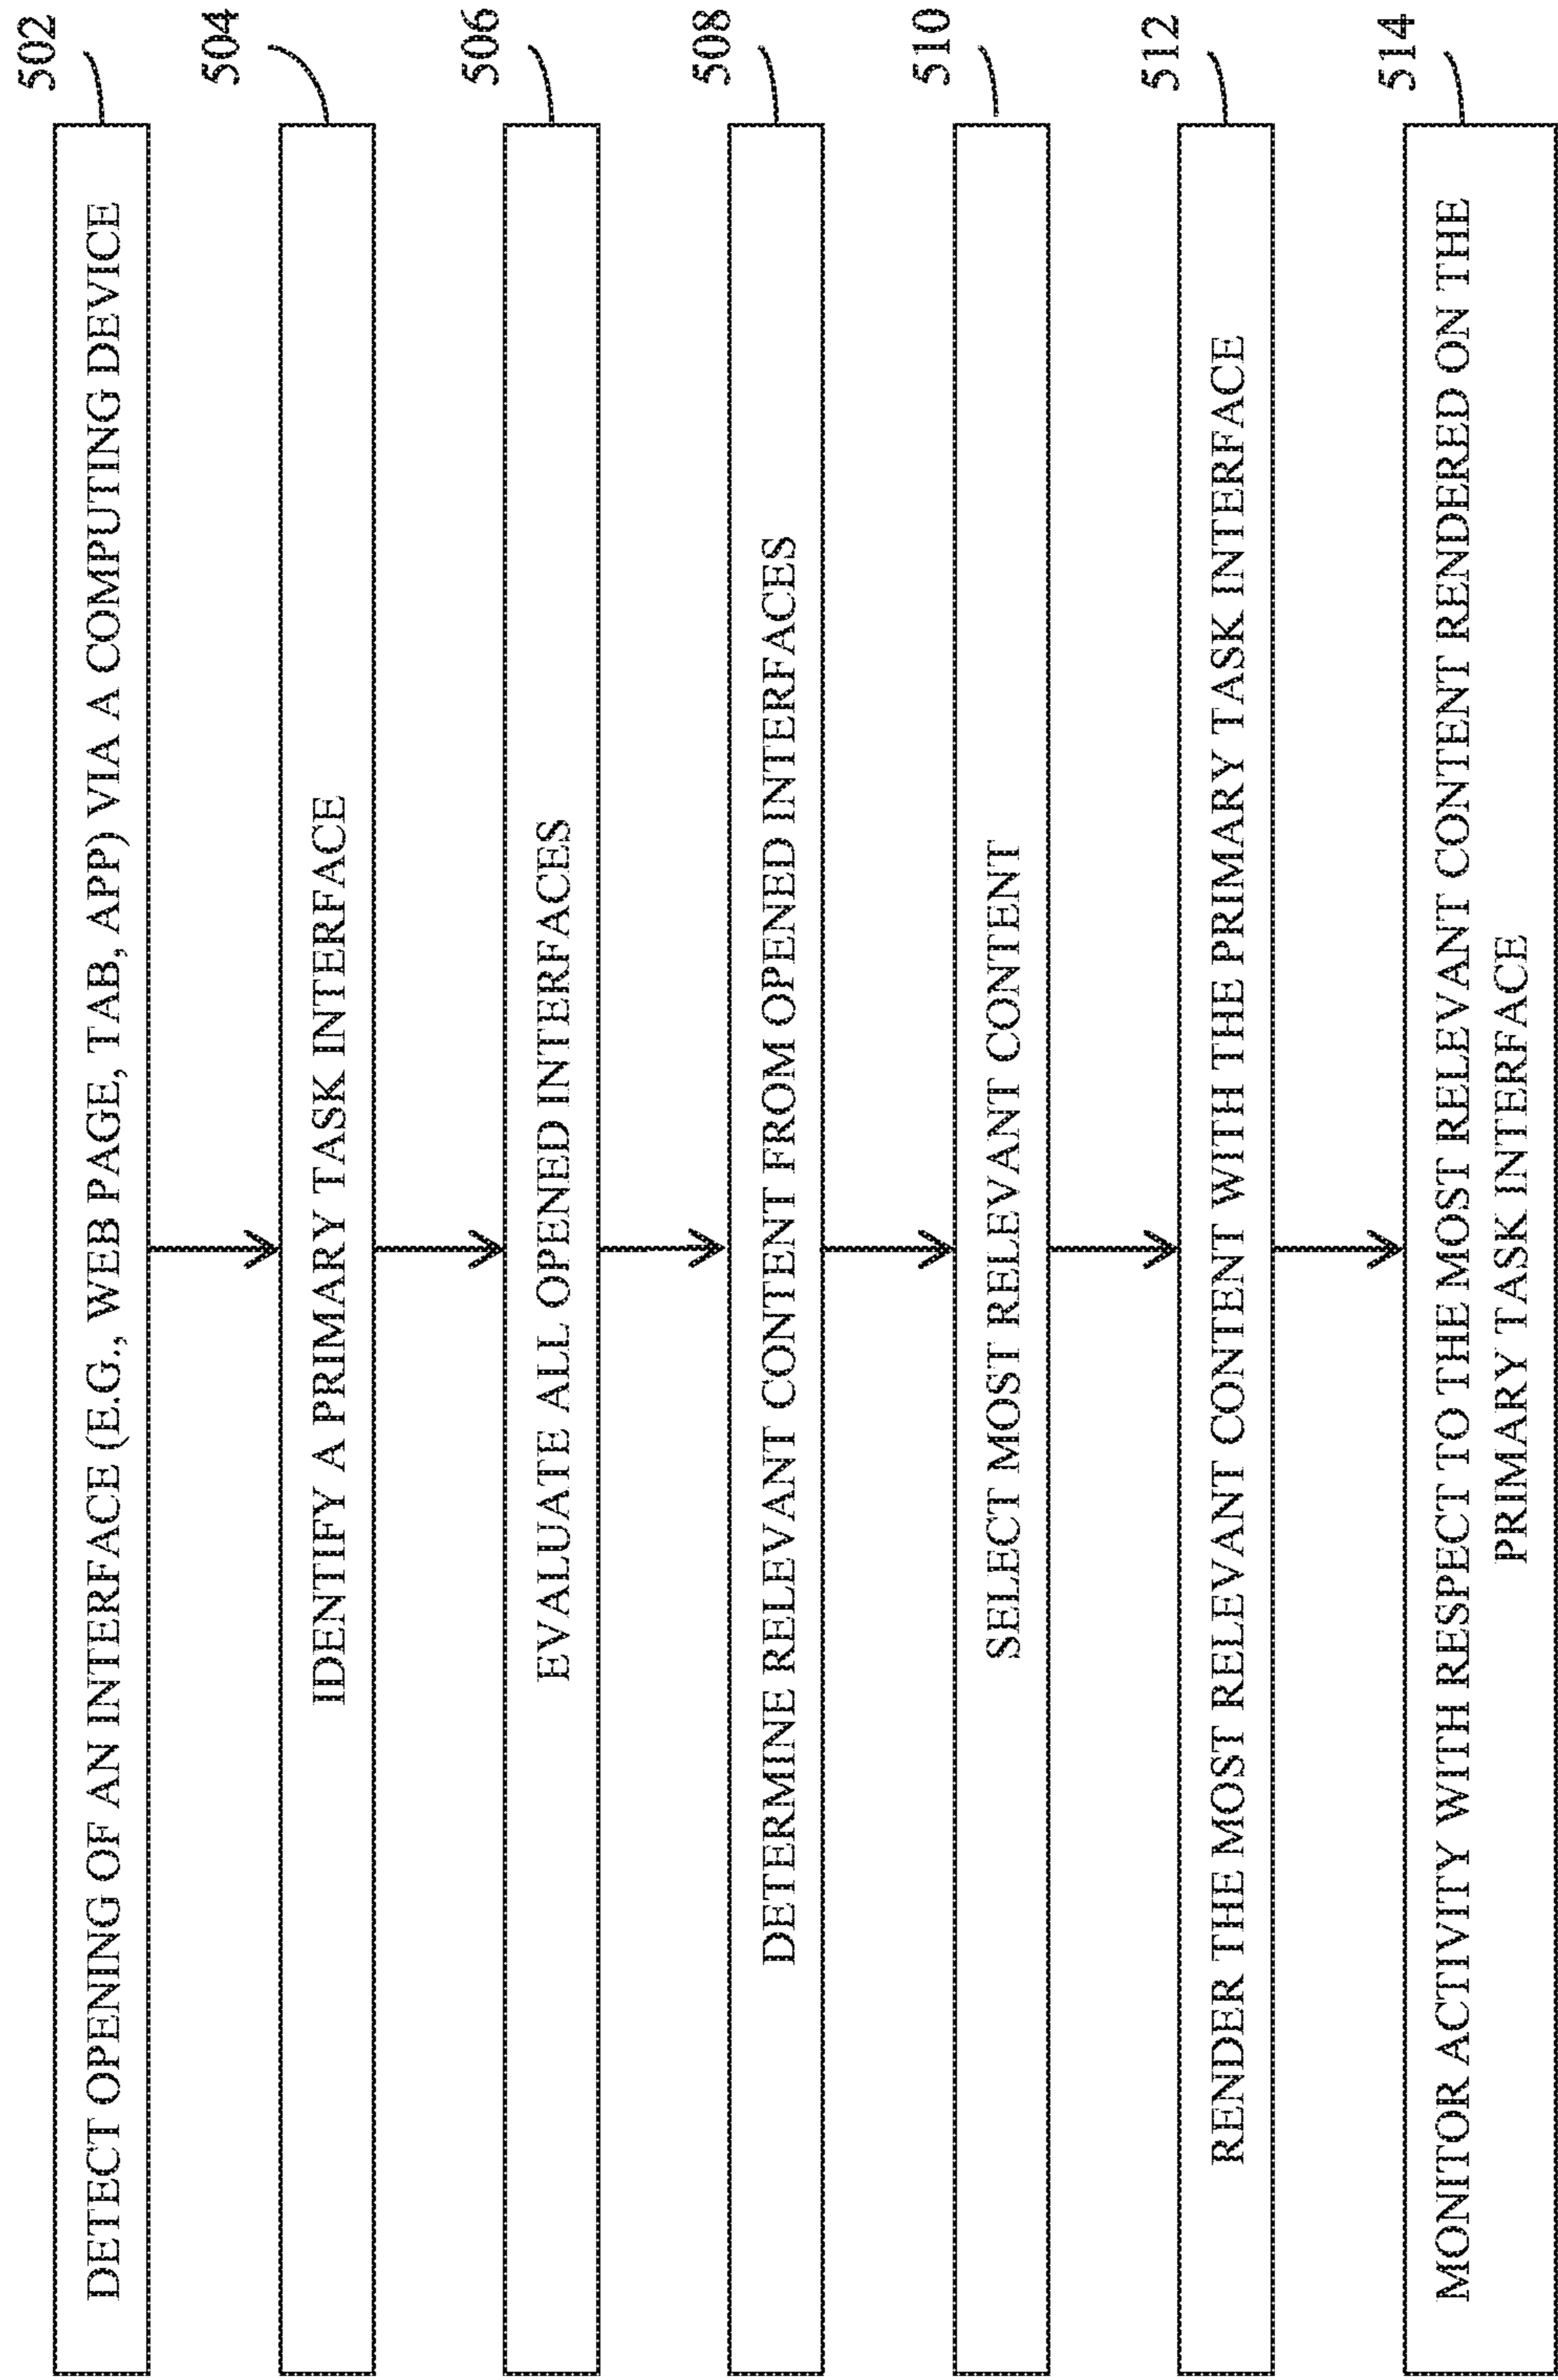 502
DETECT OPENING OF AN INTERFACE (E.G., WEB PAGE, TAB, APP) VIA A COMPUTING DEVICE
504
IDENTIFY A PRIMARY TASK INTERFACE
506
EVALUATE ALL OPENED INTERFACES
508
DETERMINE RELEVANT CONTENT FROM OPENED INTERFACES
510
SELECT MOST RELEVANT CONTENT
512
RENDER THE MOST RELEVANT CONTENT WITH THE PRIMARY TASK INTERFACE
514
MONITOR ACTIVITY WITH RESPECT TO THE MOST RELEVANT CONTENT RENDERED ON THE
PRIMARY TASK INTERFACE